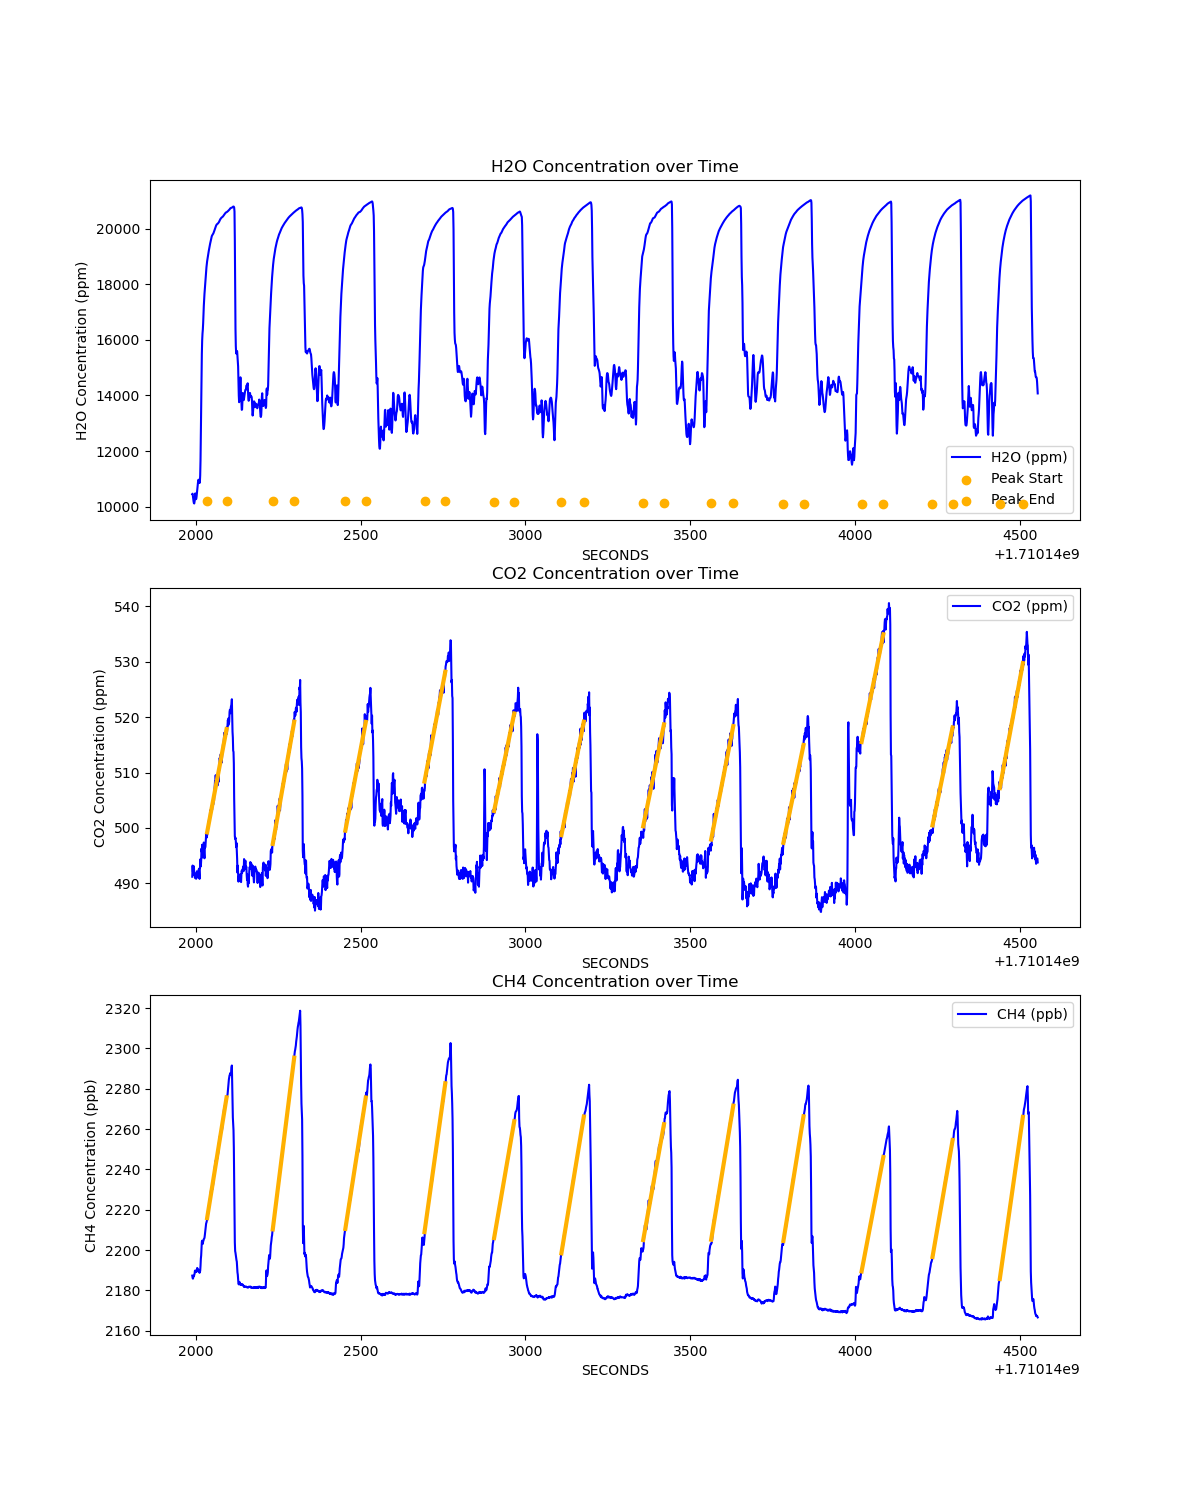 H2O Concentration over Time
H2O Concentration (ppm)
20000
18000
16000
14000
12000
10000
H2O (ppm)
Peak Start
Peak End
2000 2500 3000 3500 4000 4500
SECONDS
+1.71014e9
CO2 Concentration over Time
CO2 Concentration (ppm)
540
530
520
510
500
490
CO2 (ppm)
2000 2500 3000 3500 4000 4500
SECONDS
+1.71014e9
CH4 Concentration over Time
CH4 Concentration (ppb)
2320
2300
2280
2260
2240
2220
2200
2180
2160
CH4 (ppb)
2000 2500 3000 3500 4000 4500
SECONDS
+1.71014e9